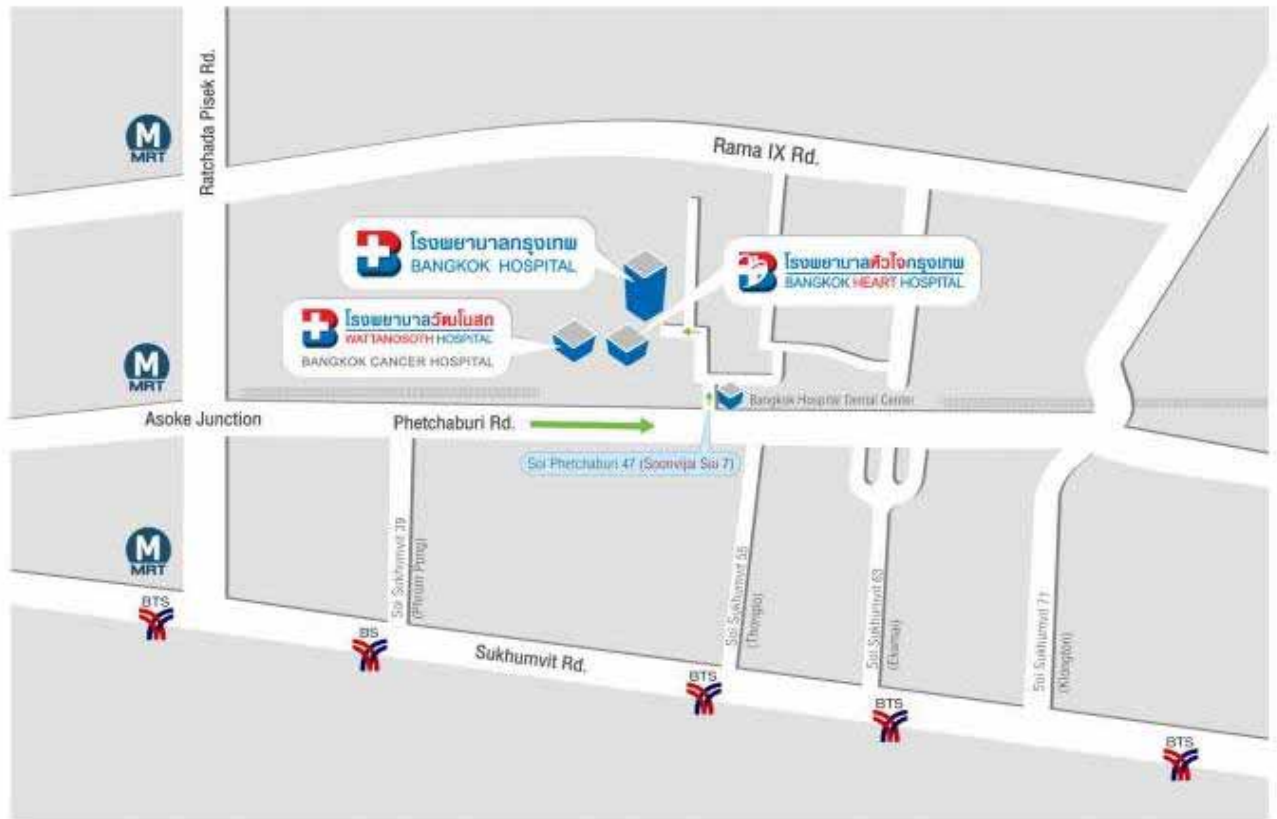 Ratchada Pisek Rd.
M
MRT
Rama IX Rd.
โรงพยาบาลกรุงเทพ
BANGKOK HOSPITAL
โรงพยาบาลหัวใจกรุงเทพ
BANGKOK HEART HOSPITAL
โรงพยาบาลวัฒโนสถ
WATTANOSOTH HOSPITAL
BANGKOK CANCER HOSPITAL
M
MRT
Bangkok Hospital Dental Center
Asoke Junction
Phetchaburi Rd.
Soi Phetchaburi 47 (Soonvijai Soi 7)
M
MRT
Soi Sukhumvit 39
(Phrom Pong)
Soi Sukhumvit 55
(Thonglo)
Soi Sukhumvit 63
(Ekamai)
Soi Sukhumvit 71
(Klongton)
BTS
BS
Sukhumvit Rd.
BTS
BTS
BTS